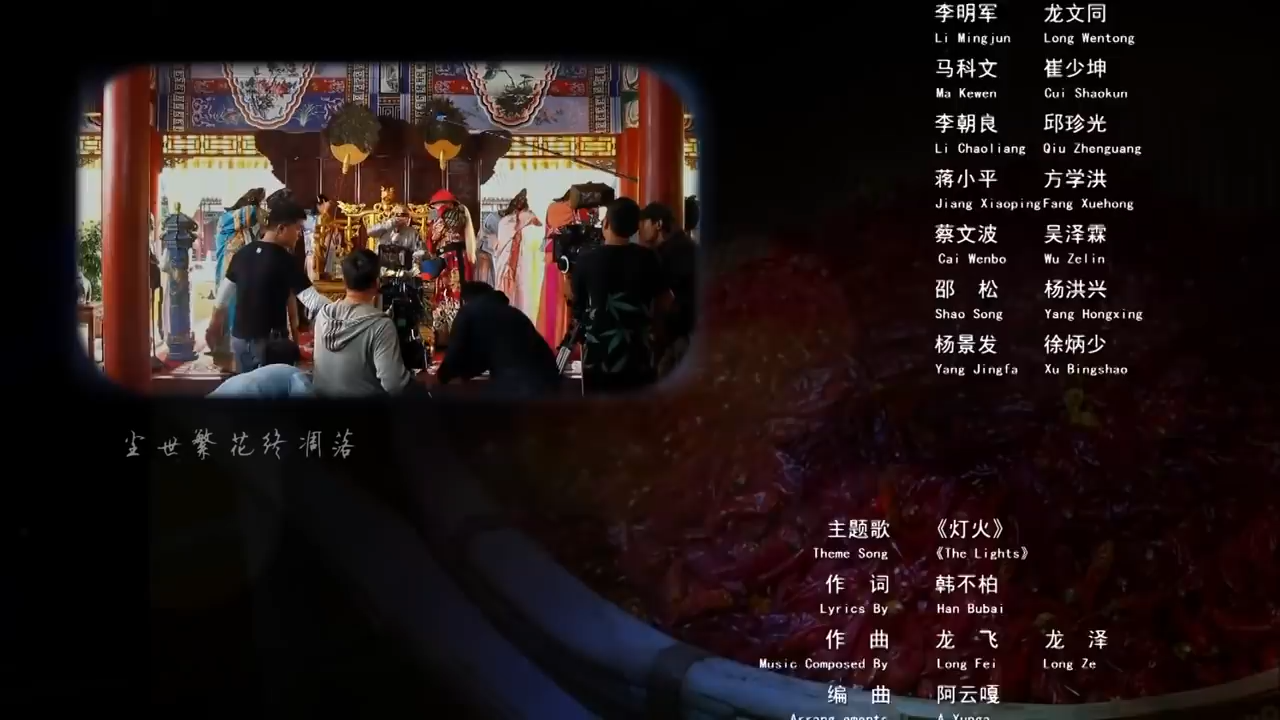 李明军 龙文同
Li Mingjun Long Wentong
马科文 崔少坤
Ma Kewen Cui Shaokun
李朝良 邱珍光
Li Chaoliang Qiu Zhenguang
蒋小平 方学洪
Jiang Xiaoping Fang Xuehong
蔡文波 吴泽霖
Cai Wenbo Wu Zelin
邵 松 杨洪兴
Shao Song Yang Hongxing
杨景发 徐炳少
Yang Jingfa Xu Bingshao
尘世繁花终凋落
主题歌 《灯火》
Theme Song 《The Lights》
作 词 韩不柏
Lyrics By Han Bubai
作 曲 龙 飞 龙 泽
Music Composed By Long Fei Long Ze
编 曲 阿云嘎
Arrangements A Yunga